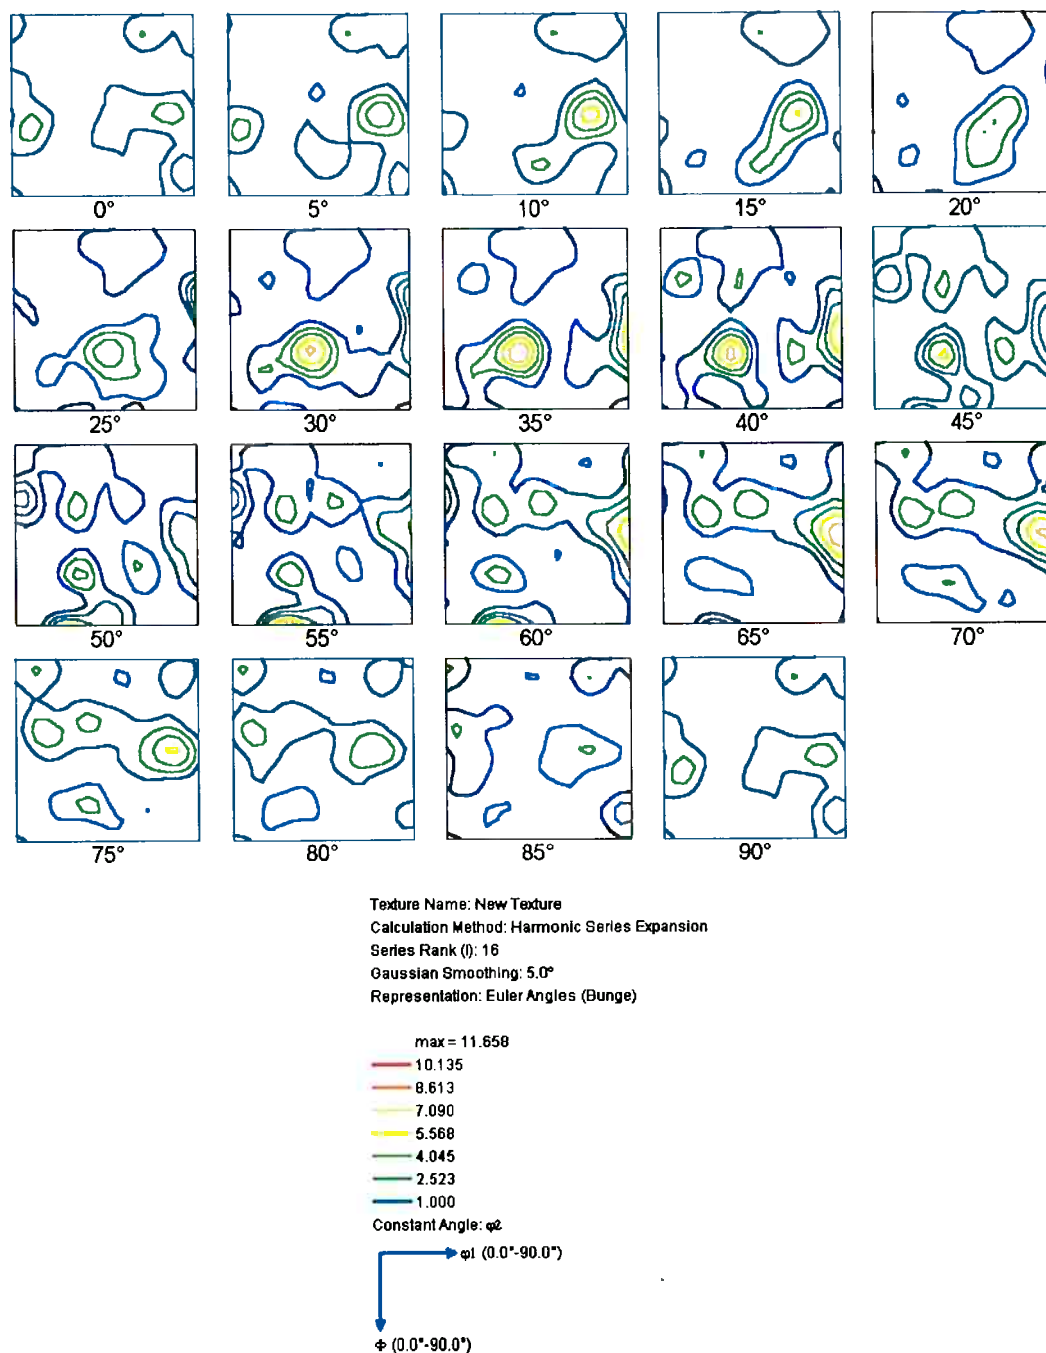 0° 5° 10° 15° 20°
25° 30° 35° 40° 45°
50° 55° 60° 65° 70°
75° 80° 85° 90°
Texture Name: New Texture
Calculation Method: Harmonic Series Expansion
Series Rank (l): 16
Gaussian Smoothing: 5.0°
Representation: Euler Angles (Bunge)
max = 11.658
10.135
8.613
7.090
5.568
4.045
2.523
1.000
Constant Angle: φ2
φ1 (0.0°-90.0°)
Φ (0.0°-90.0°)